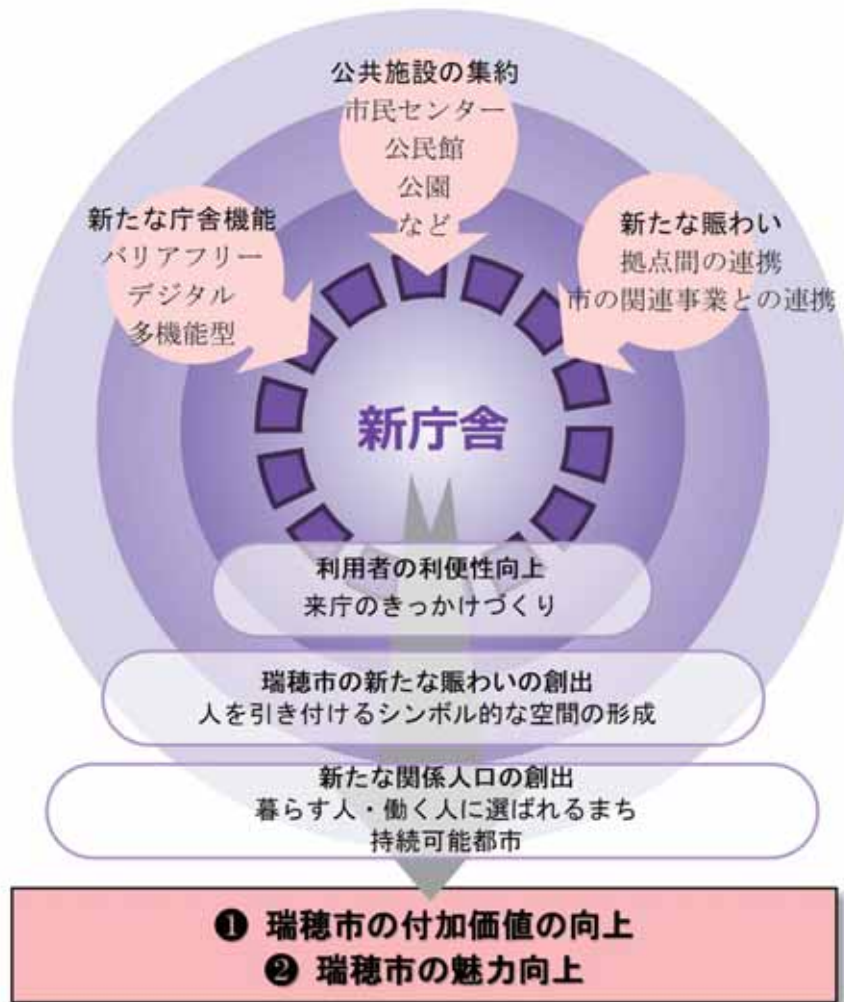 公共施設の集約
市民センター
公民館
公園
など
新たな庁舎機能
バリアフリー
デジタル
多機能型
新たな賑わい
拠点間の連携
市の関連事業との連携
新庁舎
利用者の利便性向上
来庁のきっかけづくり
瑞穂市の新たな賑わいの創出
人を引き付けるシンボル的な空間の形成
新たな関係人口の創出
暮らす人・働く人に選ばれるまち
持続可能都市
❶ 瑞穂市の付加価値の向上
❷ 瑞穂市の魅力向上